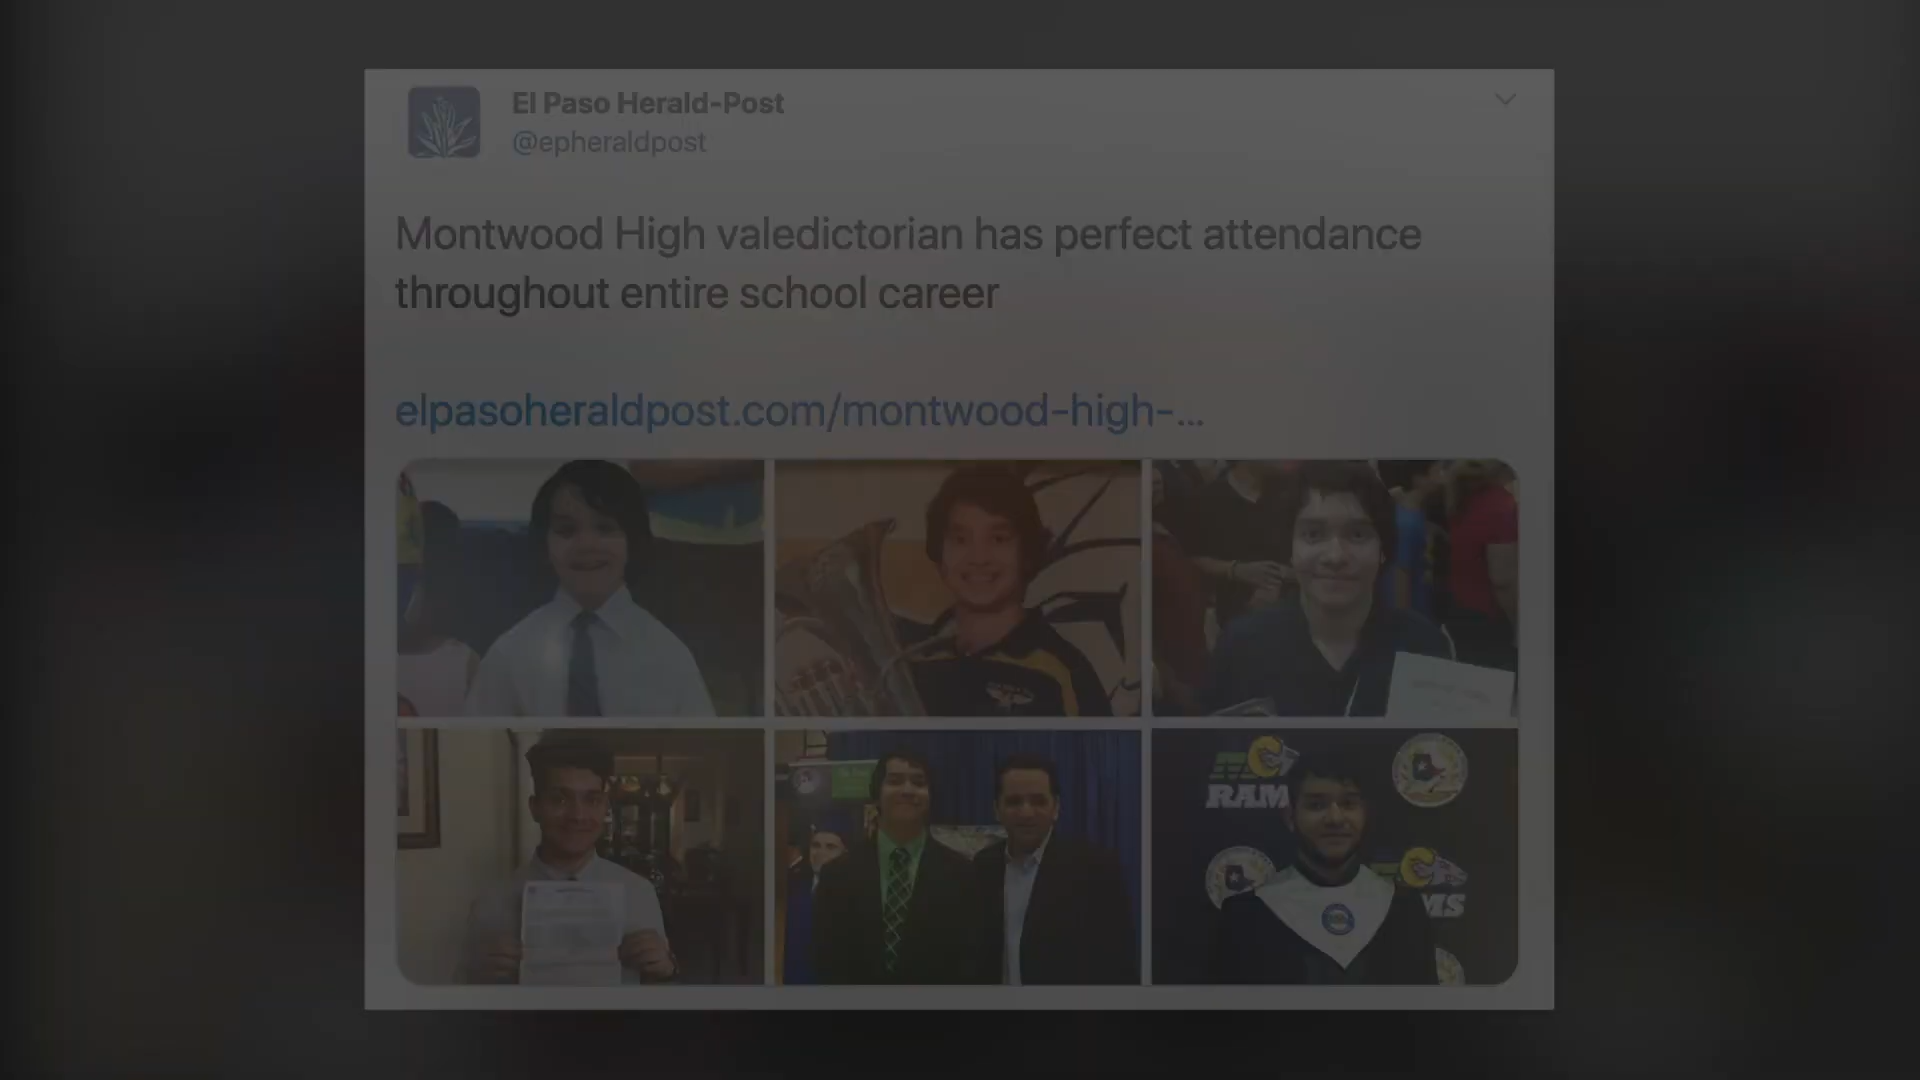 El Paso Herald-Post
@epheraldpost
Montwood High valedictorian has perfect attendance
throughout entire school career
elpasoheraldpost.com/montwood-high-...
RAM
MS